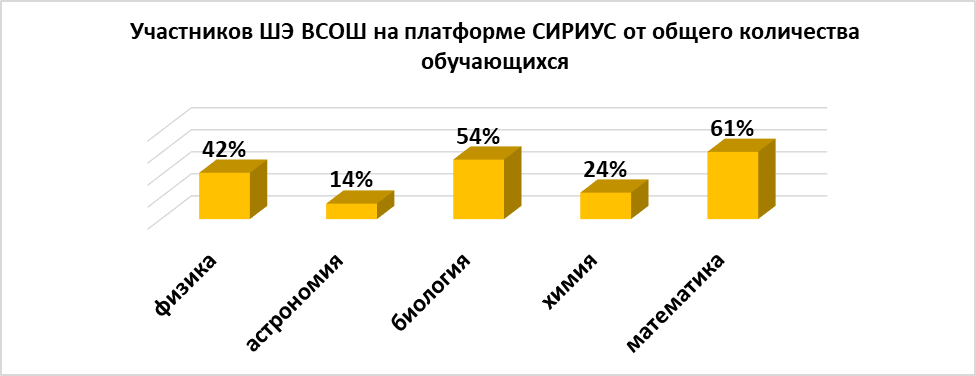 Участников ШЭ ВСОШ на платформе СИРИУС от общего количества
обучающихся
42%
14%
54%
24%
61%
физика
астрономия
биология
химия
математика